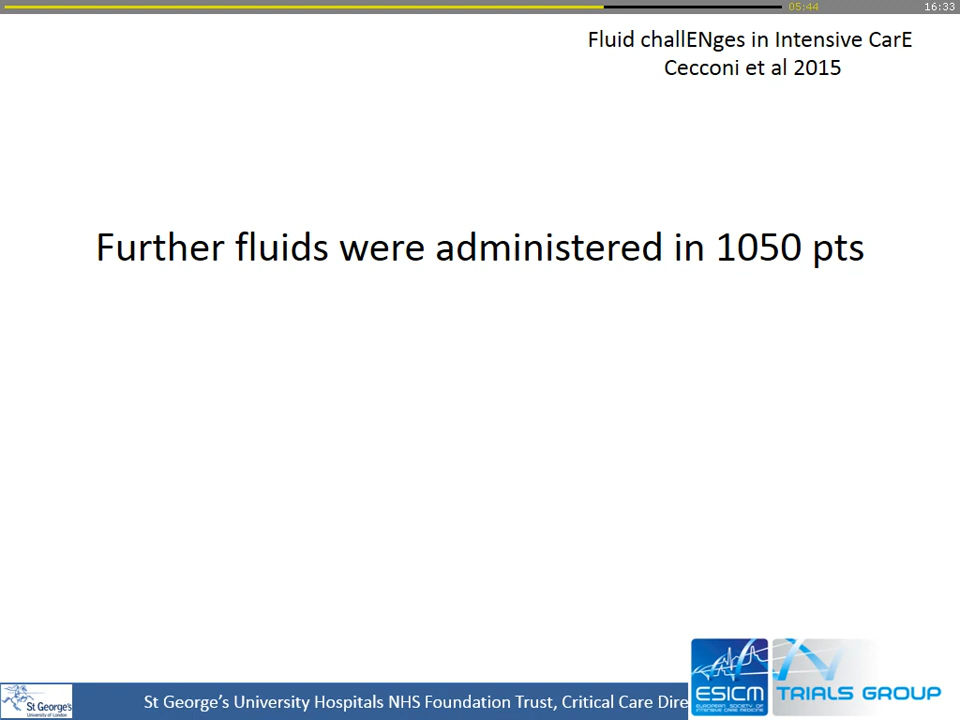 05:44
16:33
Fluid challENges in Intensive CarE
Cecconi et al 2015
Further fluids were administered in 1050 pts
St George's
University of London
St George's University Hospitals NHS Foundation Trust, Critical Care Dire
ESICM
EUROPEAN SOCIETY OF
INTENSIVE CARE MEDICINE
TRIALS GROUP